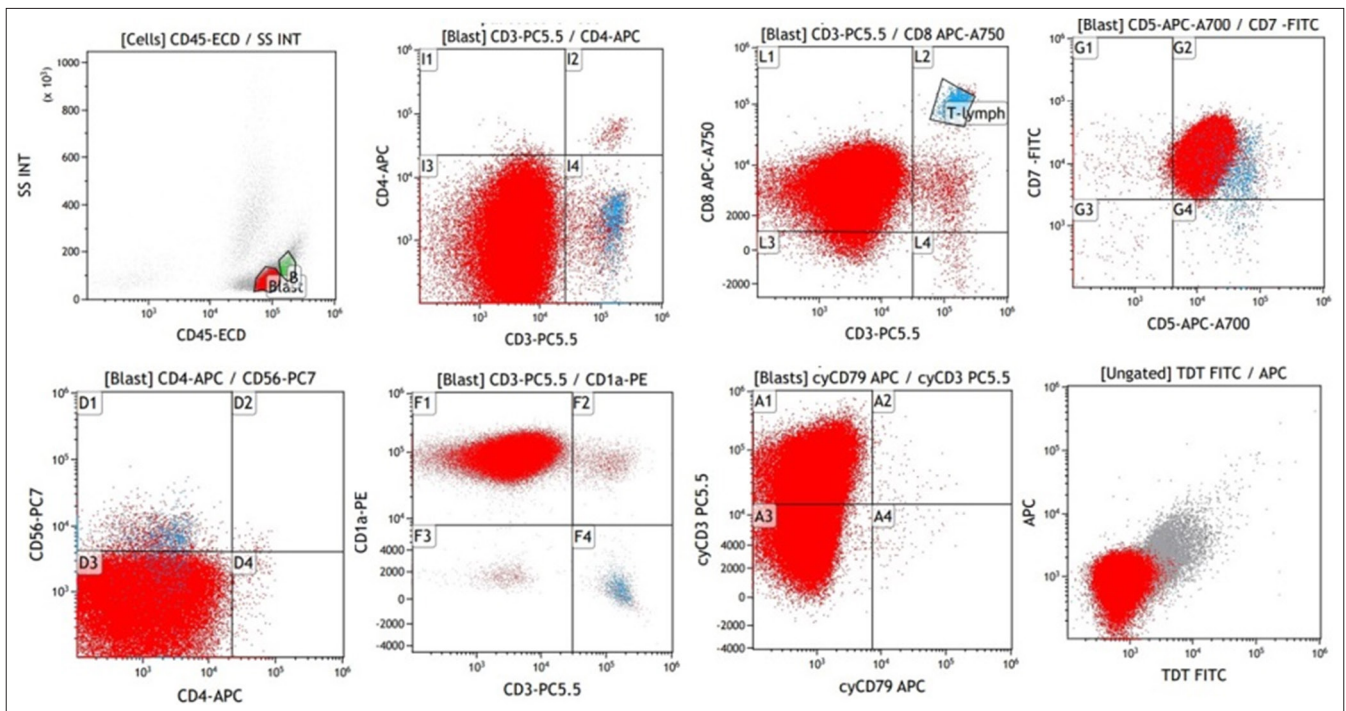 [Cells] CD45-ECD / SS INT
(x 10³)
SS INT
1000
800
600
400
200
0
B
Blast
10³ 10⁴ 10⁵ 10⁶
CD45-ECD
[Blast] CD3-PC5.5 / CD4-APC
I1 I2
I3 I4
CD4-APC
10⁶
10⁵
10⁴
10³
10³ 10⁴ 10⁵ 10⁶
CD3-PC5.5
[Blast] CD3-PC5.5 / CD8 APC-A750
L1 L2
T-lymph
L3 L4
CD8 APC-A750
10⁶
10⁵
10⁴
2000
0
-2000
10³ 10⁴ 10⁵ 10⁶
CD3-PC5.5
[Blast] CD5-APC-A700 / CD7 -FITC
G1 G2
G3 G4
CD7 -FITC
10⁶
10⁵
10⁴
10³
10³ 10⁴ 10⁵ 10⁶
CD5-APC-A700
[Blast] CD4-APC / CD56-PC7
D1 D2
D3 D4
CD56-PC7
10⁶
10⁵
10⁴
10³
10³ 10⁴ 10⁵ 10⁶
CD4-APC
[Blast] CD3-PC5.5 / CD1a-PE
F1 F2
F3 F4
CD1a-PE
10⁶
10⁵
10⁴
4000
2000
0
-2000
-4000
10³ 10⁴ 10⁵ 10⁶
CD3-PC5.5
[Blasts] cyCD79 APC / cyCD3 PC5.5
A1 A2
A3 A4
cyCD3 PC5.5
10⁶
10⁵
10⁴
4000
2000
0
-2000
-4000
10³ 10⁴ 10⁵ 10⁶
cyCD79 APC
[Ungated] TDT FITC / APC
APC
10⁶
10⁵
10⁴
10³
10³ 10⁴ 10⁵ 10⁶
TDT FITC